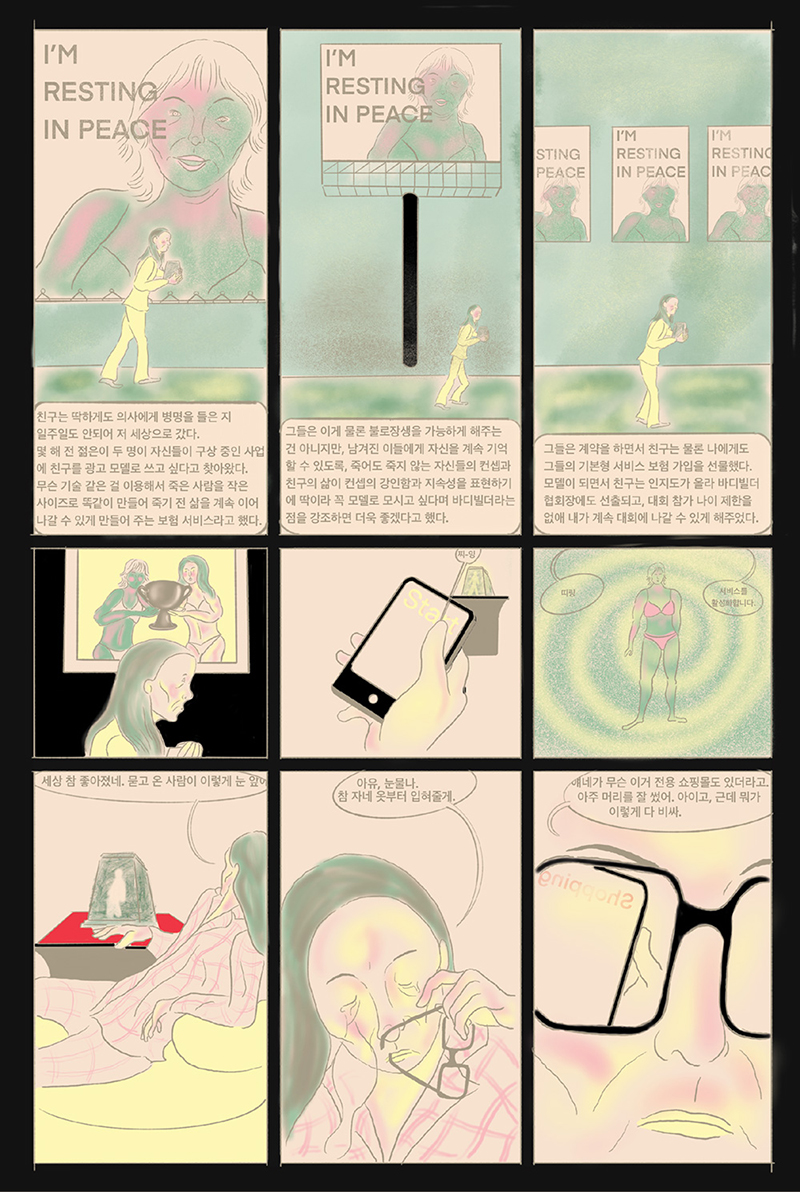 I'M
RESTING
IN PEACE
친구는 딱하게도 의사에게 병명을 들은 지
일주일도 안되어 저 세상으로 갔다.
몇 해 전 젊은이 두 명이 자신들이 구상 중인 사업
에 친구를 광고 모델로 쓰고 싶다고 찾아왔다.
무슨 기술 같은 걸 이용해서 죽은 사람을 작은
사이즈로 똑같이 만들어 죽기 전 삶을 계속 이어
나갈 수 있게 만들어 주는 보험 서비스라고 했다.
I'M
RESTING
IN PEACE
그들은 이게 물론 불로장생을 가능하게 해주는
건 아니지만, 남겨진 이들에게 자신을 계속 기억
할 수 있도록, 죽어도 죽지 않는 자신들의 컨셉과
친구의 삶이 컨셉의 강인함과 지속성을 표현하기
에 딱이라 꼭 모델로 모시고 싶다며 바디빌더라는
점을 강조하면 더욱 좋겠다고 했다.
STING
PEACE
I'M
RESTING
IN PEACE
I'M
RESTING
IN PEAC
그들은 계약을 하면서 친구는 물론 나에게도
그들의 기본형 서비스 보험 가입을 선물했다.
모델이 되면서 친구는 인지도가 올라 바디빌더
협회장에도 선출되고, 대회 참가 나이 제한을
없애 내가 계속 대회에 나갈 수 있게 해주었다.
찌-잉
Start
띠링
서비스를
활성화합니다.
세상 참 좋아졌네. 묻고 온 사람이 이렇게 눈 앞에
아유, 눈물나.
참 자네 옷부터 입혀줄게.
얘네가 무슨 이거 전용 쇼핑몰도 있더라고.
아주 머리를 잘 썼어. 아이고, 근데 뭐가
이렇게 다 비싸.
Shopping